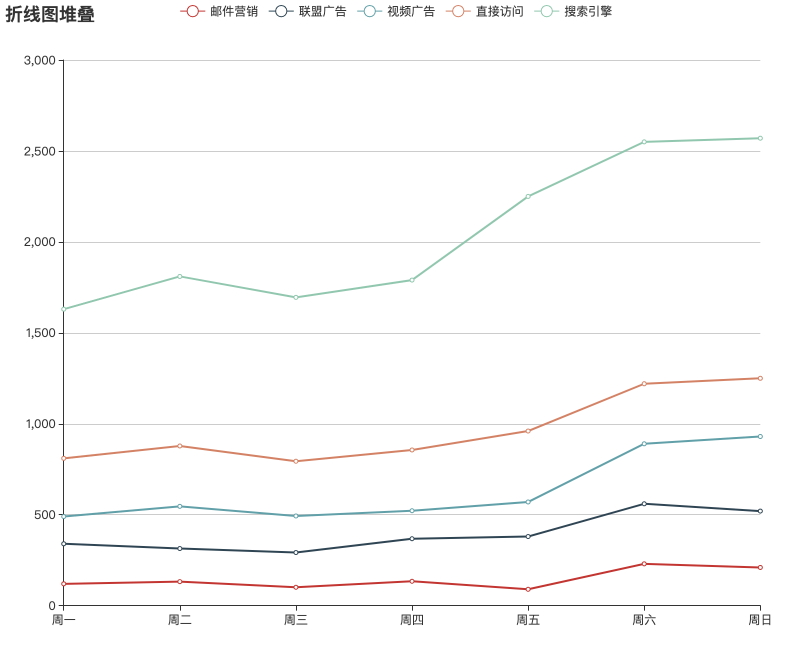 折线图堆叠
邮件营销 联盟广告 视频广告 直接访问 搜索引擎
3,000
2,500
2,000
1,500
1,000
500
0
周一 周二 周三 周四 周五 周六 周日